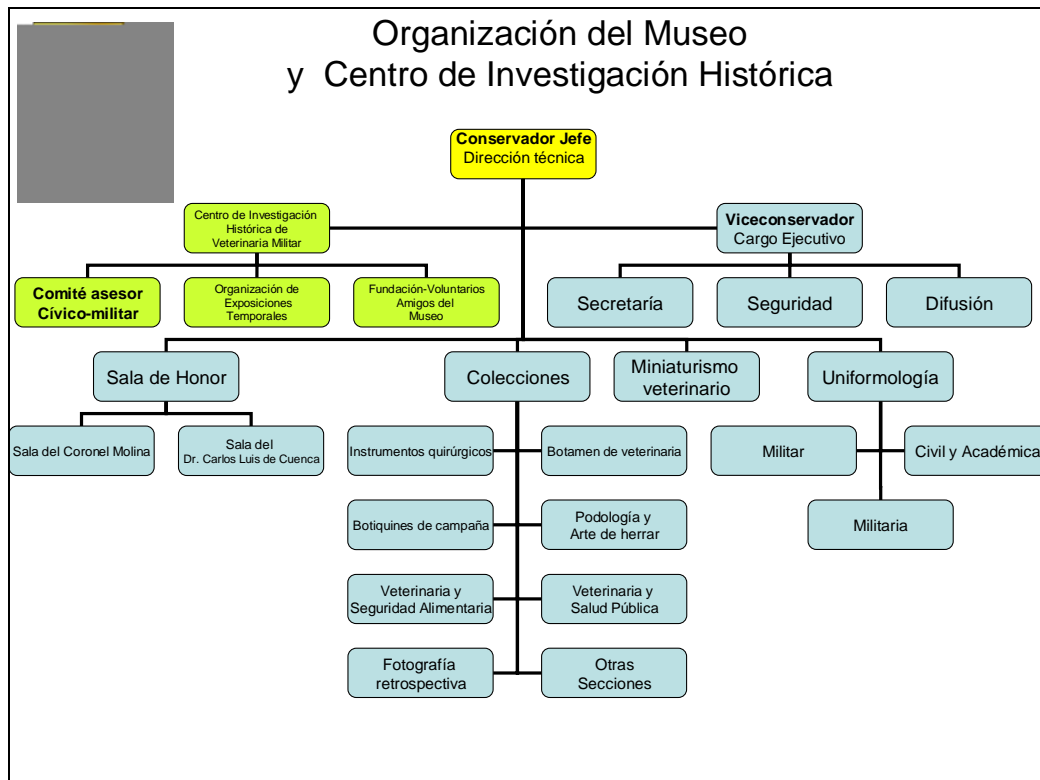 Organización del Museo
y Centro de Investigación Histórica
Conservador Jefe
Dirección técnica
Centro de Investigación
Histórica de
Veterinaria Militar
Viceconservador
Cargo Ejecutivo
Comité asesor
Cívico-militar
Organización de
Exposiciones
Temporales
Fundación-Voluntarios
Amigos del
Museo
Secretaría
Seguridad
Difusión
Sala de Honor
Colecciones
Miniaturismo
veterinario
Uniformología
Sala del Coronel Molina
Sala del
Dr. Carlos Luis de Cuenca
Instrumentos quirúrgicos
Botamen de veterinaria
Militar
Civil y Académica
Botiquines de campaña
Podología y
Arte de herrar
Militaria
Veterinaria y
Seguridad Alimentaria
Veterinaria y
Salud Pública
Fotografía
retrospectiva
Otras
Secciones